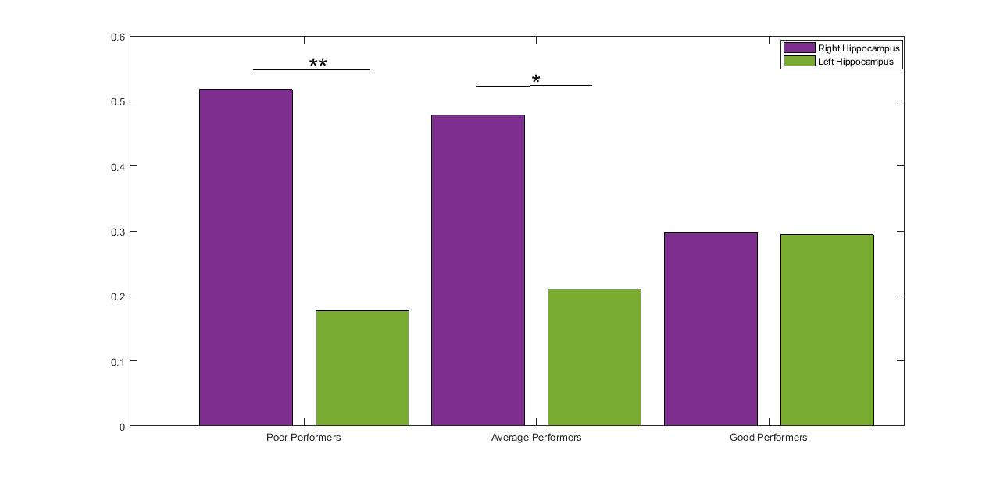 0.6
0.5
0.4
0.3
0.2
0.1
0
**
*
Right Hippocampus
Left Hippocampus
Poor Performers
Average Performers
Good Performers